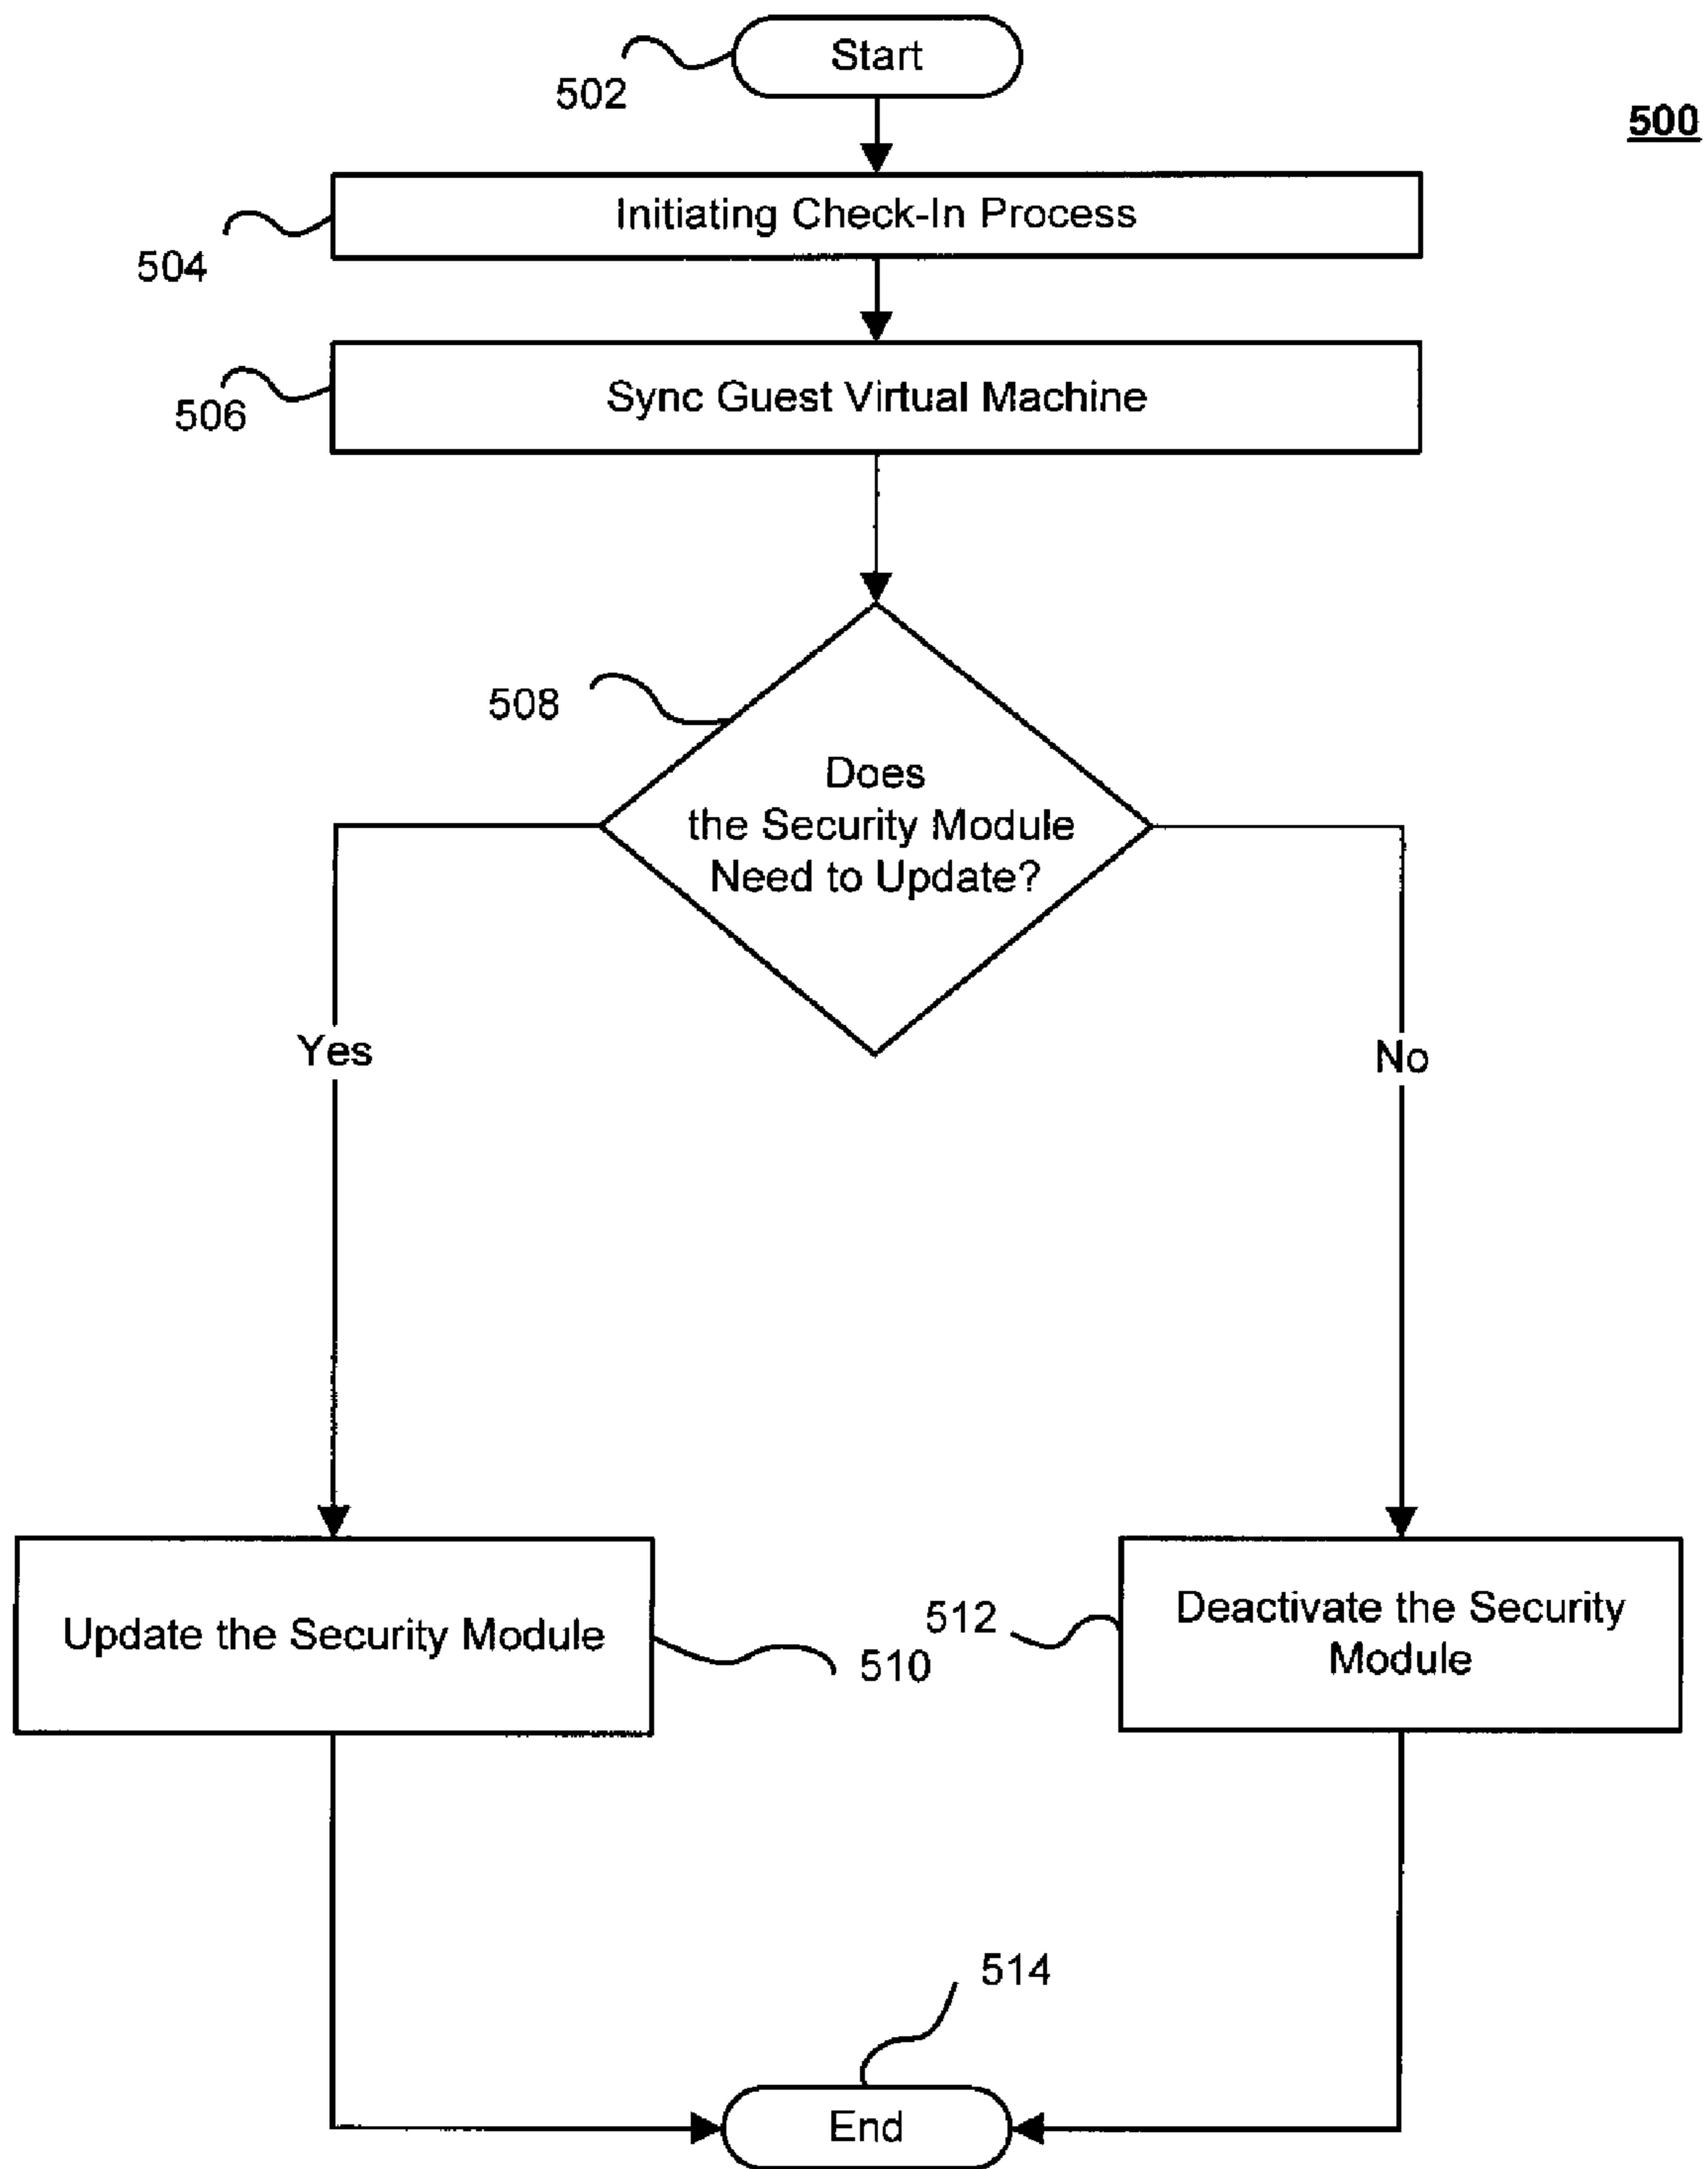 Start
502
500
Initiating Check-In Process
504
Sync Guest Virtual Machine
506
508
Does
the Security Module
Need to Update?
Yes
No
Update the Security Module
510
512
Deactivate the Security
Module
514
End